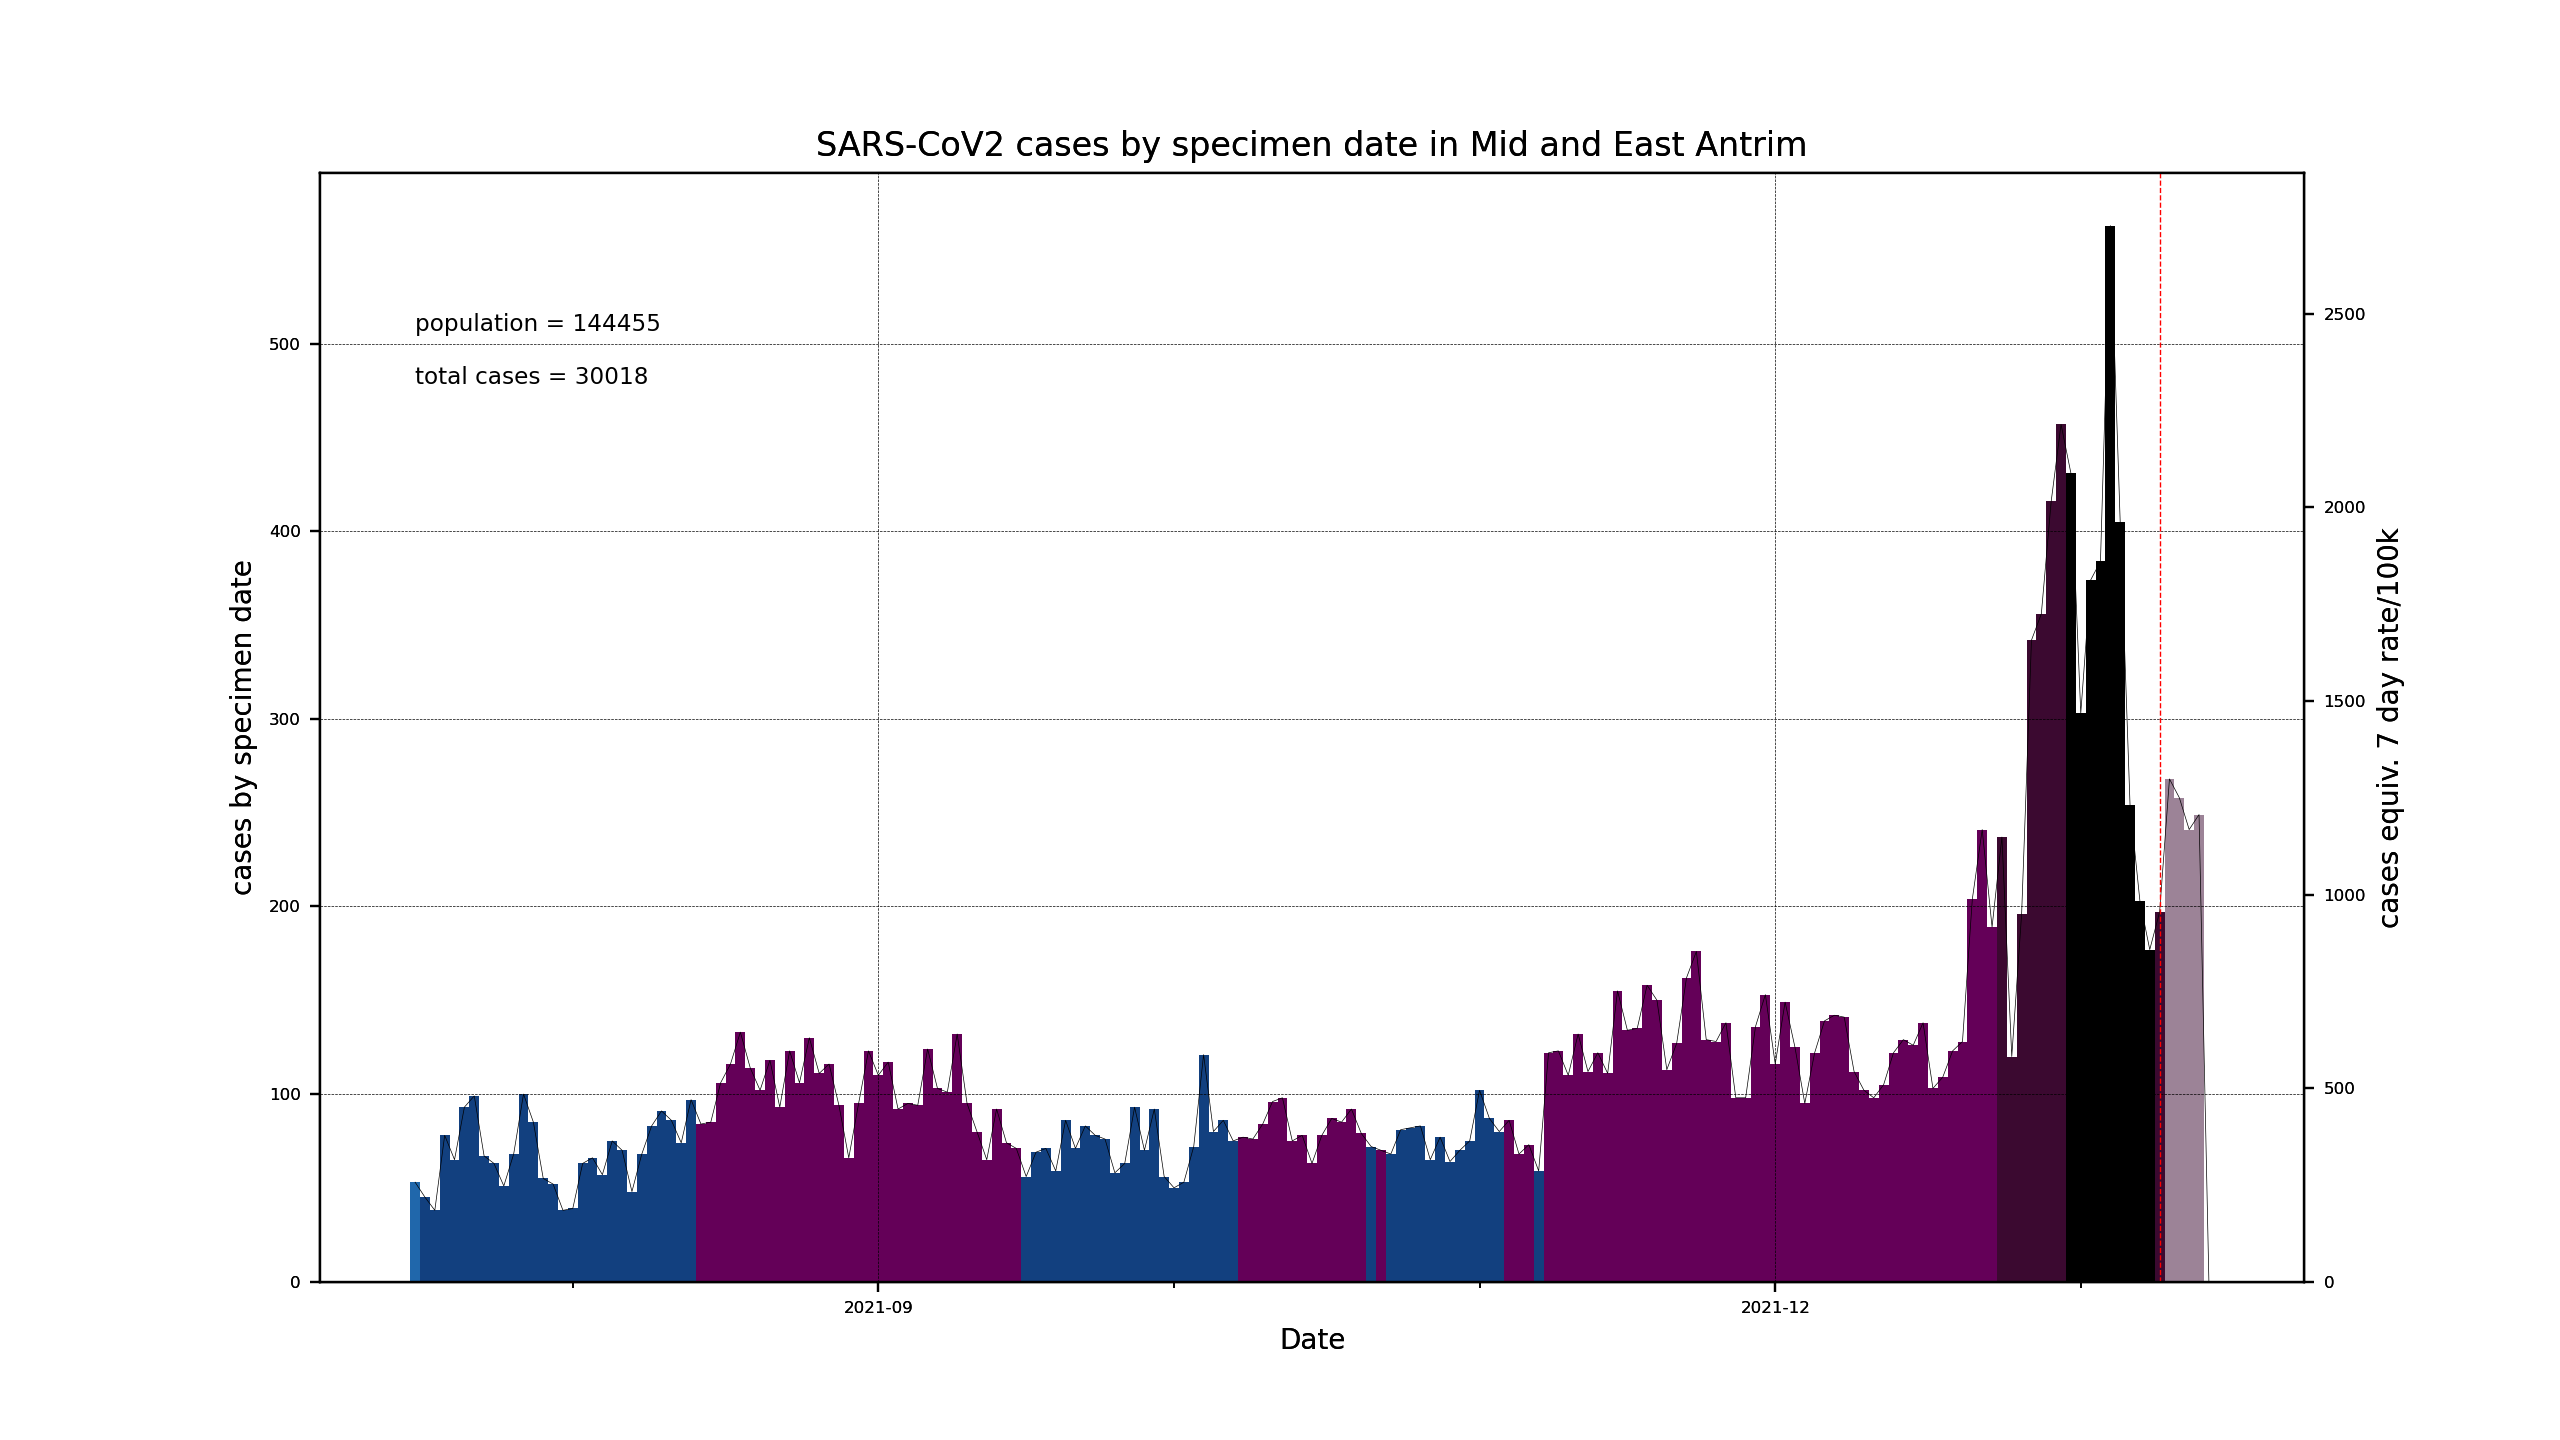 SARS-CoV2 cases by specimen date in Mid and East Antrim
population = 144455
total cases = 30018
cases by specimen date
500
400
300
200
100
0
2500
2000
1500
1000
500
0
cases equiv. 7 day rate/100k
2021-09
2021-12
Date